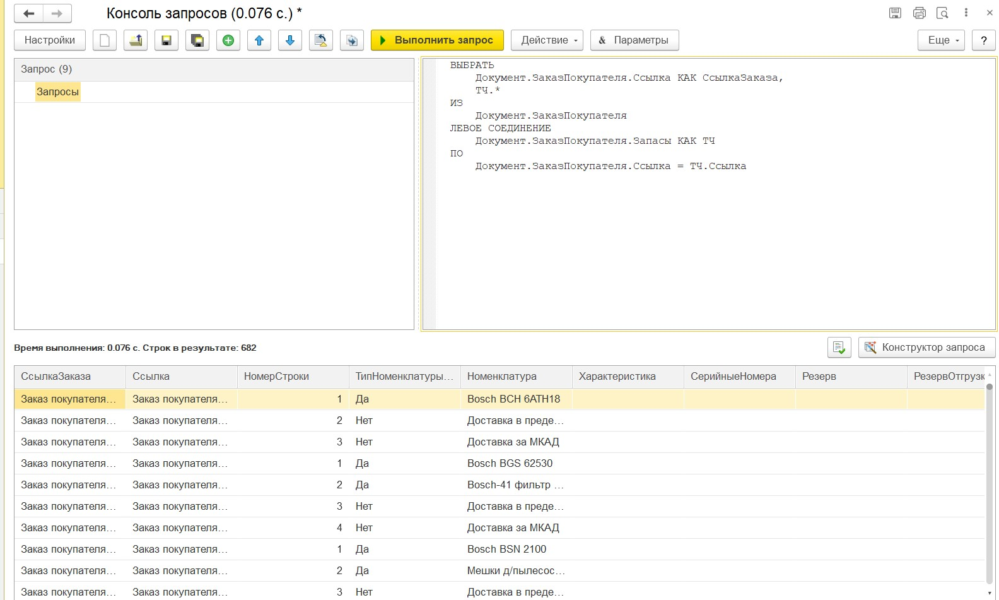 Консоль запросов (0.076 с.) *
Настройки Выполнить запрос Действие & Параметры Еще ?
Запрос (9)
Запросы
ВЫБРАТЬ
Документ.ЗаказПокупателя.Ссылка КАК СсылкаЗаказа,
ТЧ.*
ИЗ
Документ.ЗаказПокупателя
ЛЕВОЕ СОЕДИНЕНИЕ
Документ.ЗаказПокупателя.Запасы КАК ТЧ
ПО
Документ.ЗаказПокупателя.Ссылка = ТЧ.Ссылка
Время выполнения: 0.076 с. Строк в результате: 682 Конструктор запроса
СсылкаЗаказа Ссылка НомерСтроки ТипНоменклатуры... Номенклатура Характеристика СерийныеНомера Резерв РезервОтгрузк
Заказ покупателя... Заказ покупателя... 1 Да Bosch BCH 6ATH18
Заказ покупателя... Заказ покупателя... 2 Нет Доставка в преде...
Заказ покупателя... Заказ покупателя... 3 Нет Доставка за МКАД
Заказ покупателя... Заказ покупателя... 1 Да Bosch BGS 62530
Заказ покупателя... Заказ покупателя... 2 Да Bosch-41 фильтр ...
Заказ покупателя... Заказ покупателя... 3 Нет Доставка в преде...
Заказ покупателя... Заказ покупателя... 4 Нет Доставка за МКАД
Заказ покупателя... Заказ покупателя... 1 Да Bosch BSN 2100
Заказ покупателя... Заказ покупателя... 2 Да Мешки д/пылесос...
Заказ покупателя... Заказ покупателя... 3 Нет Доставка в преде...